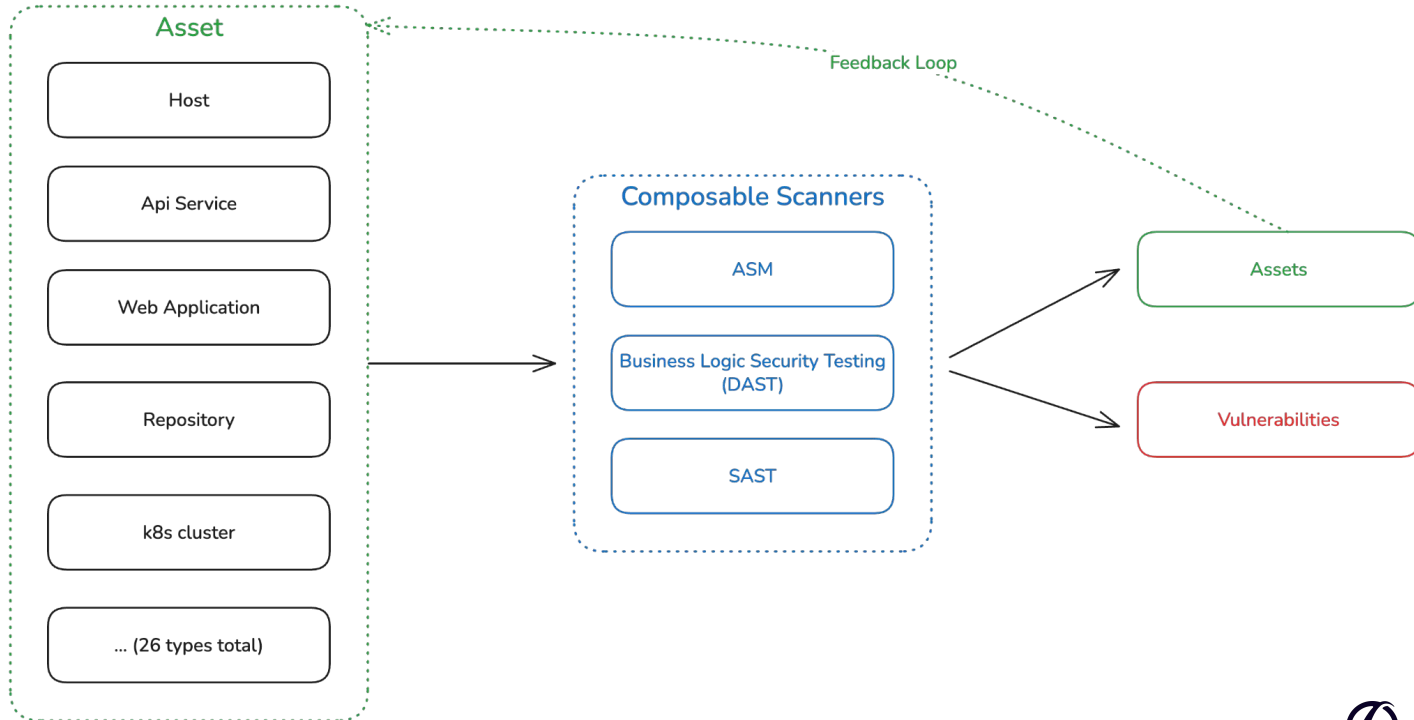 Asset
Host
Api Service
Web Application
Repository
k8s cluster
... (26 types total)
Feedback Loop
Composable Scanners
ASM
Business Logic Security Testing
(DAST)
SAST
Assets
Vulnerabilities